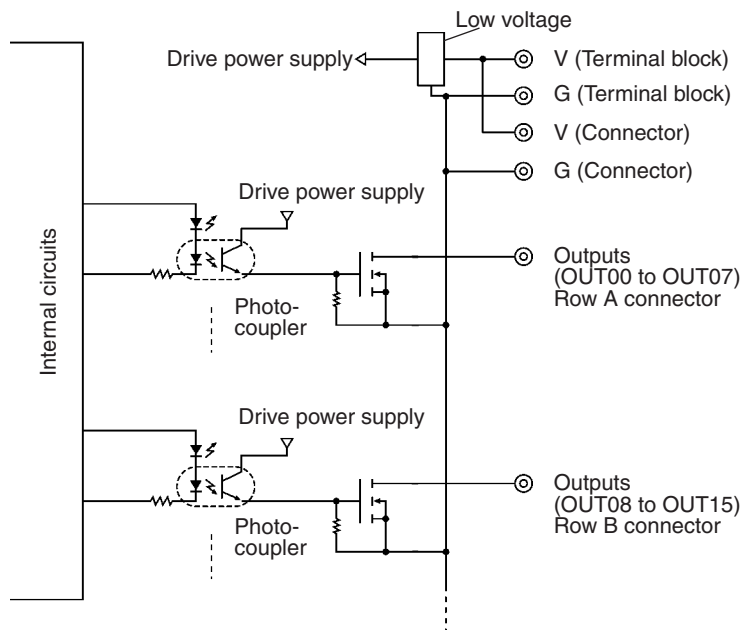 Low voltage
Drive power supply
V (Terminal block)
G (Terminal block)
V (Connector)
G (Connector)
Internal circuits
Drive power supply
Photo-
coupler
Outputs
(OUT00 to OUT07)
Row A connector
Drive power supply
Photo-
coupler
Outputs
(OUT08 to OUT15)
Row B connector